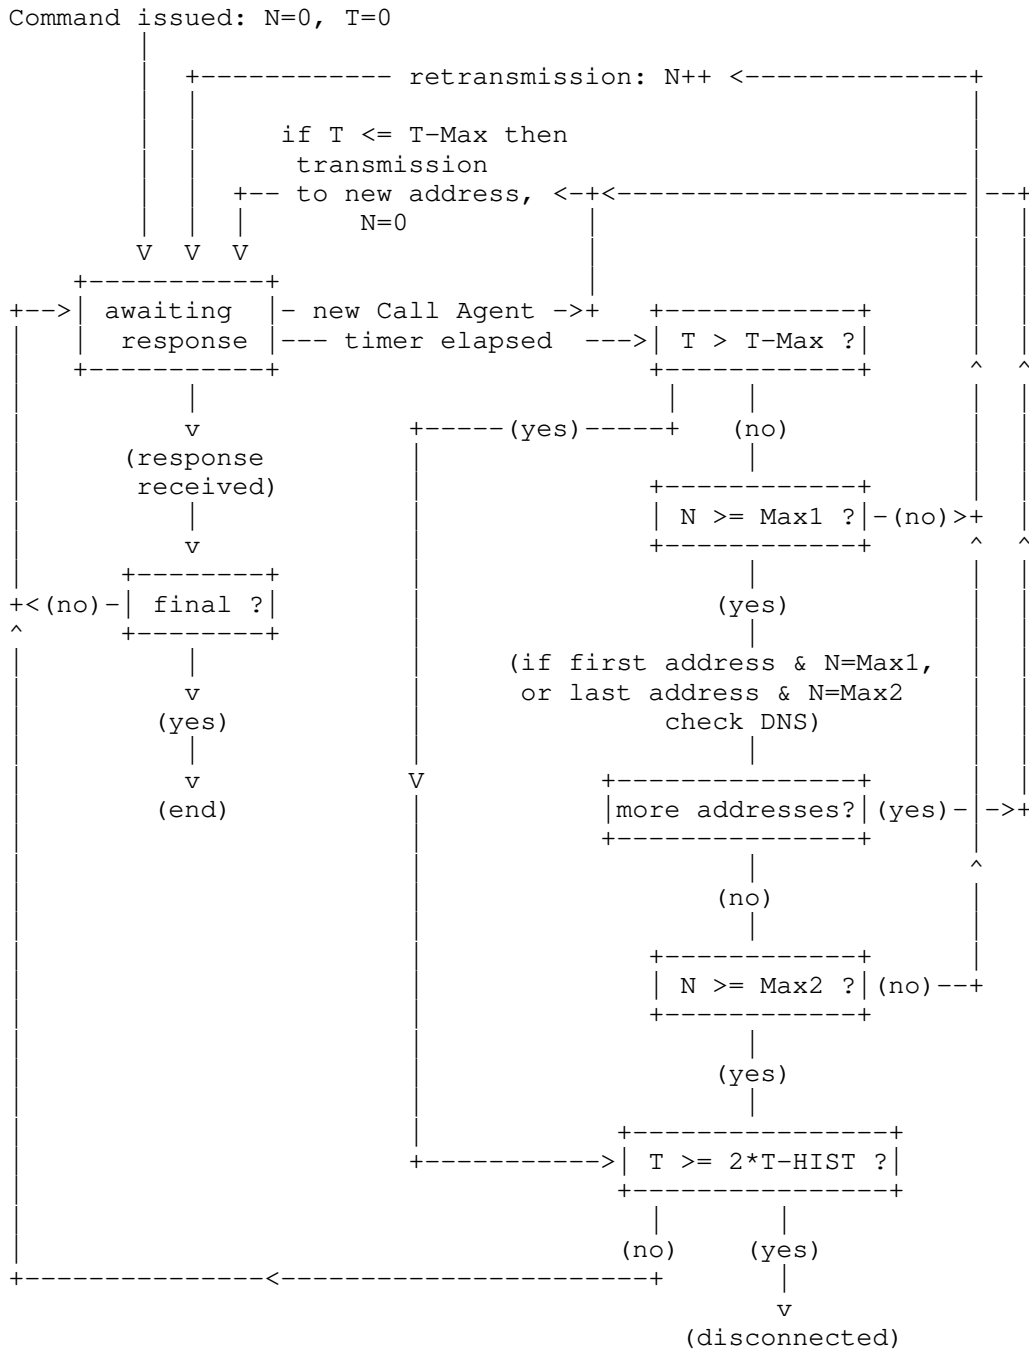 Command issued: N=0, T=0
retransmission: N++
if T <= T-Max then
transmission
to new address,
N=0
awaiting - new Call Agent ->
response --- timer elapsed ---> T > T-Max ?
(yes) (no)
(response
received)
N >= Max1 ? -(no)>
final ?
(no) (yes)
(if first address & N=Max1,
or last address & N=Max2
(yes) check DNS)
(end) more addresses? (yes)
(no)
N >= Max2 ? (no)
(yes)
T >= 2*T-HIST ?
(no) (yes)
(disconnected)